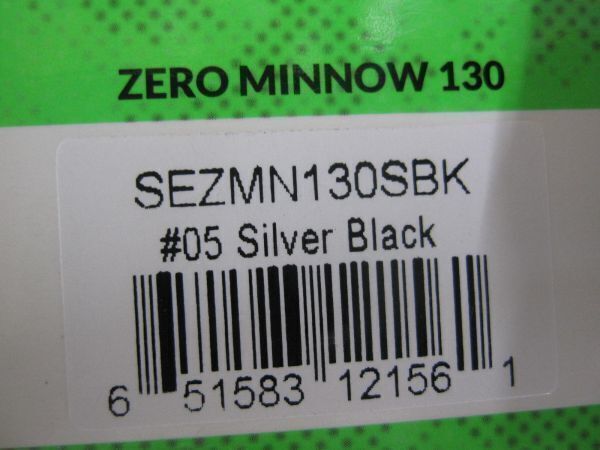 ZERO MINNOW 130
SEZMN130SBK
#05 Silver Black
6 51583 12156 1